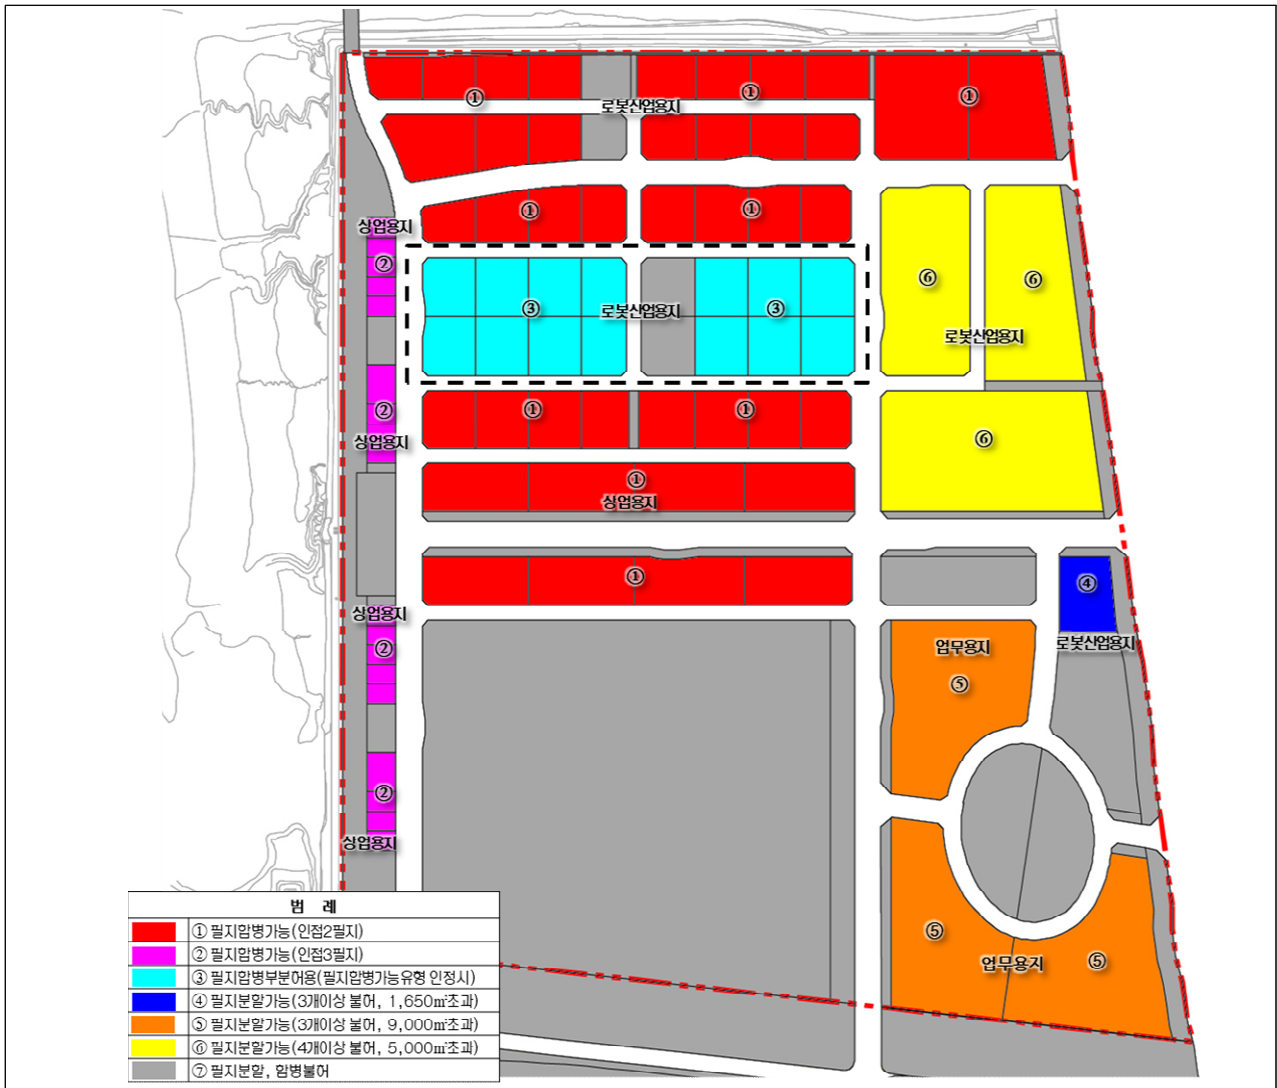 ①
①
①
로봇산업용지
①
①
상업용지
②
⑥
⑥
③
로봇산업용지
③
로봇산업용지
②
①
①
⑥
상업용지
①
상업용지
①
④
상업용지
로봇산업용지
②
업무용지
⑤
②
상업용지
⑤
업무용지
⑤
범 례
① 필지합병가능(인접2필지)
② 필지합병가능(인접3필지)
③ 필지합병부분허용(필지합병가능유형 인정시)
④ 필지분할가능(3개이상 불허, 1,650㎡초과)
⑤ 필지분할가능(3개이상 불허, 9,000㎡초과)
⑥ 필지분할가능(4개이상 불허, 5,000㎡초과)
⑦ 필지분할, 합병불허